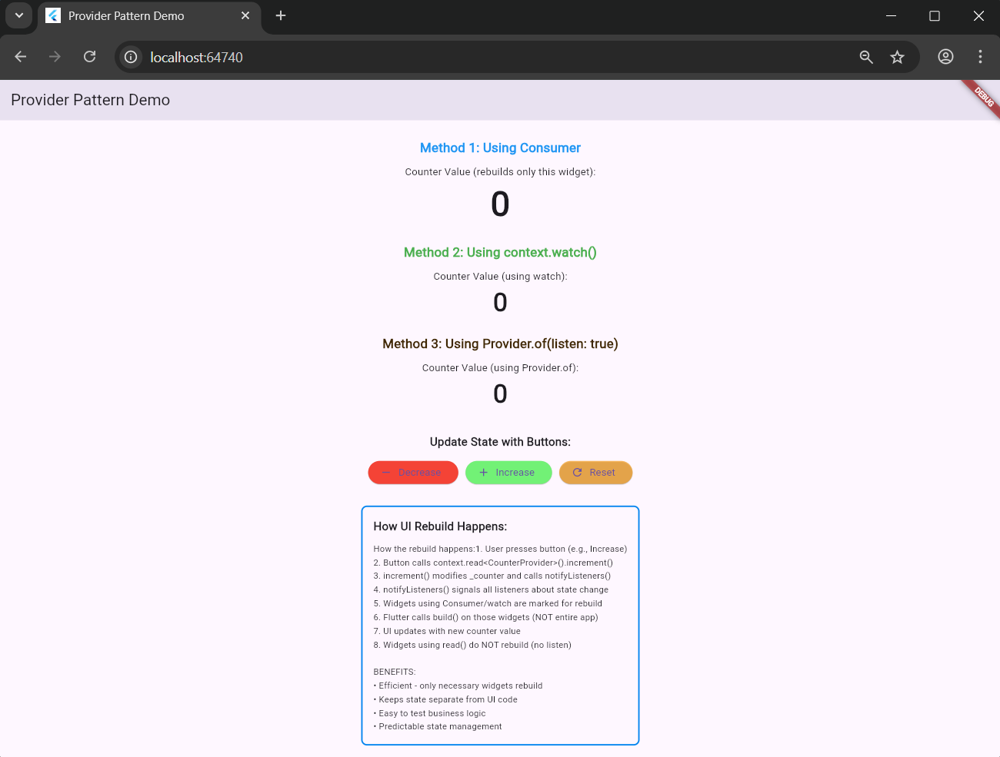 Provider Pattern Demo
localhost:64740
Provider Pattern Demo
DEBUG
Method 1: Using Consumer
Counter Value (rebuilds only this widget):
0
Method 2: Using context.watch()
Counter Value (using watch):
0
Method 3: Using Provider.of(listen: true)
Counter Value (using Provider.of):
0
Update State with Buttons:
Decrease
Increase
Reset
How UI Rebuild Happens:
How the rebuild happens:1. User presses button (e.g., Increase)
2. Button calls context.read<CounterProvider>().increment()
3. increment() modifies _counter and calls notifyListeners()
4. notifyListeners() signals all listeners about state change
5. Widgets using Consumer/watch are marked for rebuild
6. Flutter calls build() on those widgets (NOT entire app)
7. UI updates with new counter value
8. Widgets using read() do NOT rebuild (no listen)
BENEFITS:
• Efficient - only necessary widgets rebuild
• Keeps state separate from UI code
• Easy to test business logic
• Predictable state management